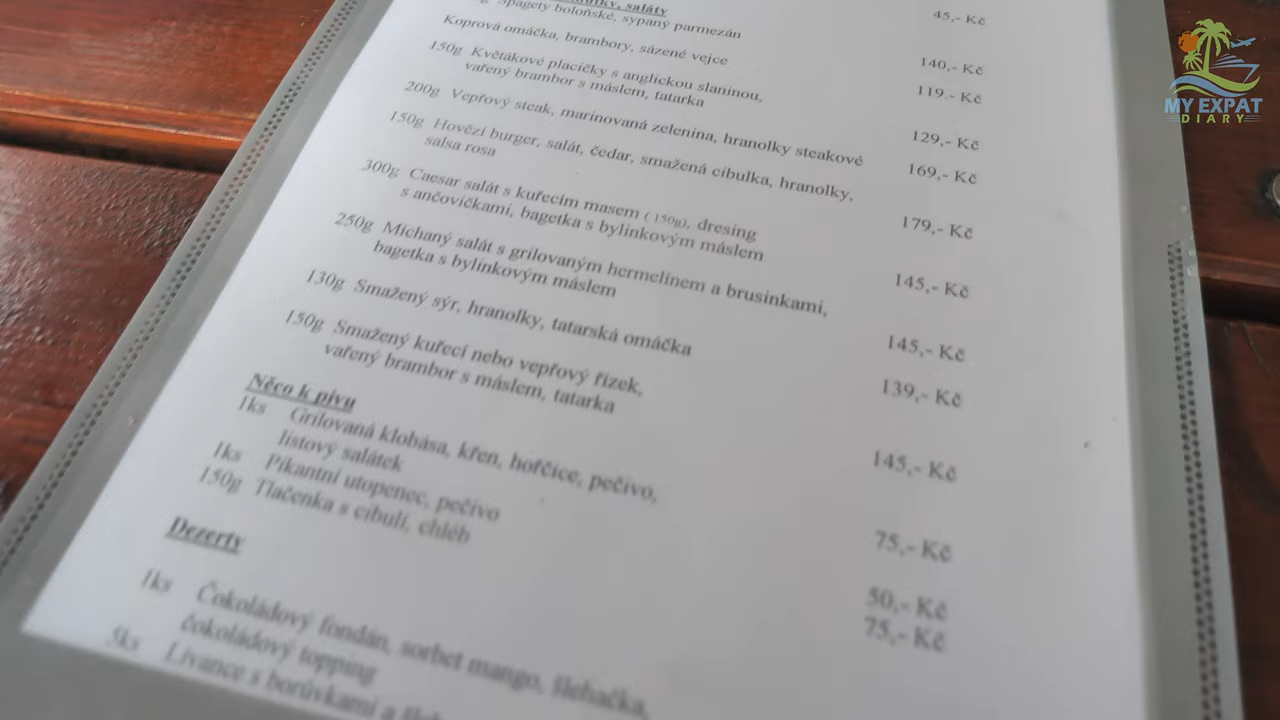 saláty
45,- Kč
Špagety boloňské, sypaný parmezán 140,- Kč
Koprová omáčka, brambory, sázené vejce 119.- Kč
150g Květákové placičky s anglickou slaninou,
vařený brambor s máslem, tatarka 129,- Kč
200g Vepřový steak, marinovaná zelenina, hranolky steakové 169,- Kč
150g Hovězí burger, salát, čedar, smažená cibulka, hranolky,
salsa rosa 179,- Kč
300g Caesar salát s kuřecím masem ( 150g), dresing
s ančovičkami, bagetka s bylinkovým máslem 145,- Kč
250g Míchaný salát s grilovaným hermelínem a brusinkami,
bagetka s bylinkovým máslem 145,- Kč
130g Smažený sýr, hranolky, tatarská omáčka 139,- Kč
150g Smažený kuřecí nebo vepřový řízek,
vařený brambor s máslem, tatarka 145,- Kč
Něco k pivu
1ks Grilovaná klobása, křen, hořčice, pečivo,
listový salátek 75,- Kč
1ks Pikantní utopenec, pečivo 50,- Kč
150g Tlačenka s cibulí, chléb 75,- Kč
Dezerty
1ks Čokoládový fondán, sorbet mango, šlehačka,
čokoládový topping
5ks Lívance s borůvkami a
MY EXPAT
DIARY